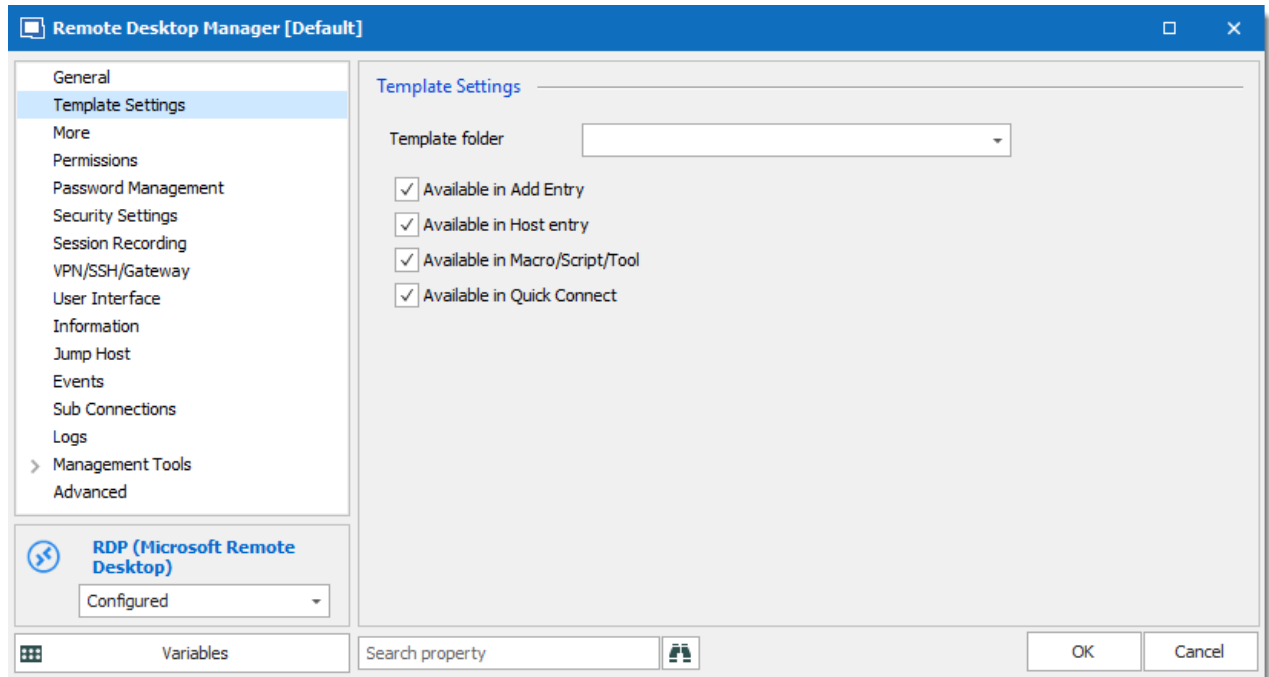 Remote Desktop Manager [Default]
General
Template Settings
More
Permissions
Password Management
Security Settings
Session Recording
VPN/SSH/Gateway
User Interface
Information
Jump Host
Events
Sub Connections
Logs
Management Tools
Advanced
RDP (Microsoft Remote
Desktop)
Configured
Variables
Template Settings
Template folder
Available in Add Entry
Available in Host entry
Available in Macro/Script/Tool
Available in Quick Connect
Search property
OK
Cancel